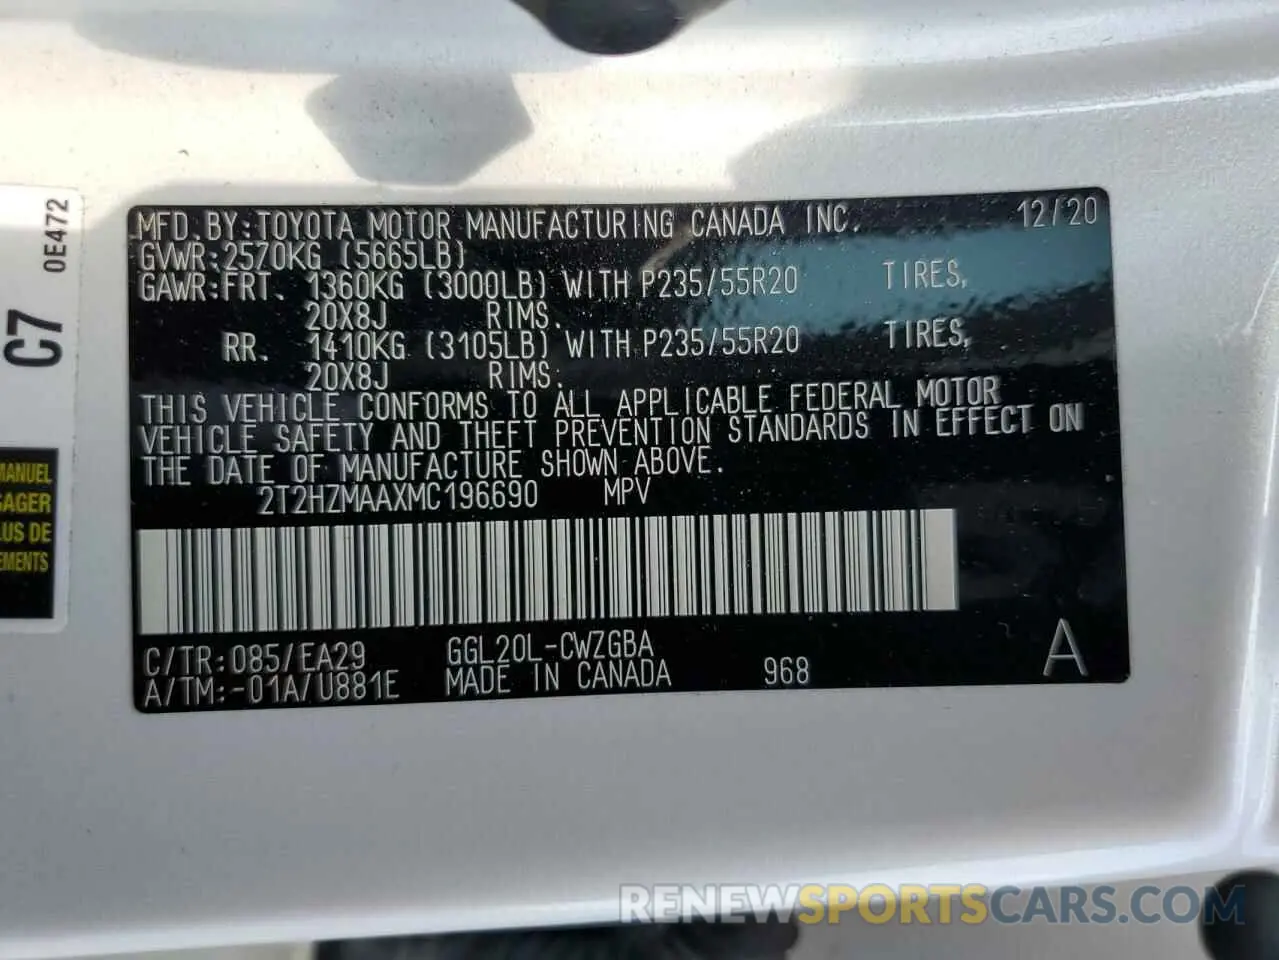 MFD.BY:TOYOTA MOTOR MANUFACTURING CANADA INC. 12/20
GVWR:2570KG (5665LB)
GAWR:FRT. 1360KG (3000LB) WITH P235/55R20 TIRES,
20X8J RIMS.
RR. 1410KG (3105LB) WITH P235/55R20 TIRES,
20X8J RIMS.
THIS VEHICLE CONFORMS TO ALL APPLICABLE FEDERAL MOTOR
VEHICLE SAFETY AND THEFT PREVENTION STANDARDS IN EFFECT ON
THE DATE OF MANUFACTURE SHOWN ABOVE.
2T2HZMAAXMC196690 MPV
C/TR:085/EA29 GGL20L-CWZGBA
A/TM:-01A/U881E MADE IN CANADA 968 A
C7 0E472
MANUEL
SAGER
LUS DE
EMENTS
RENEWSPORTSCARS.COM